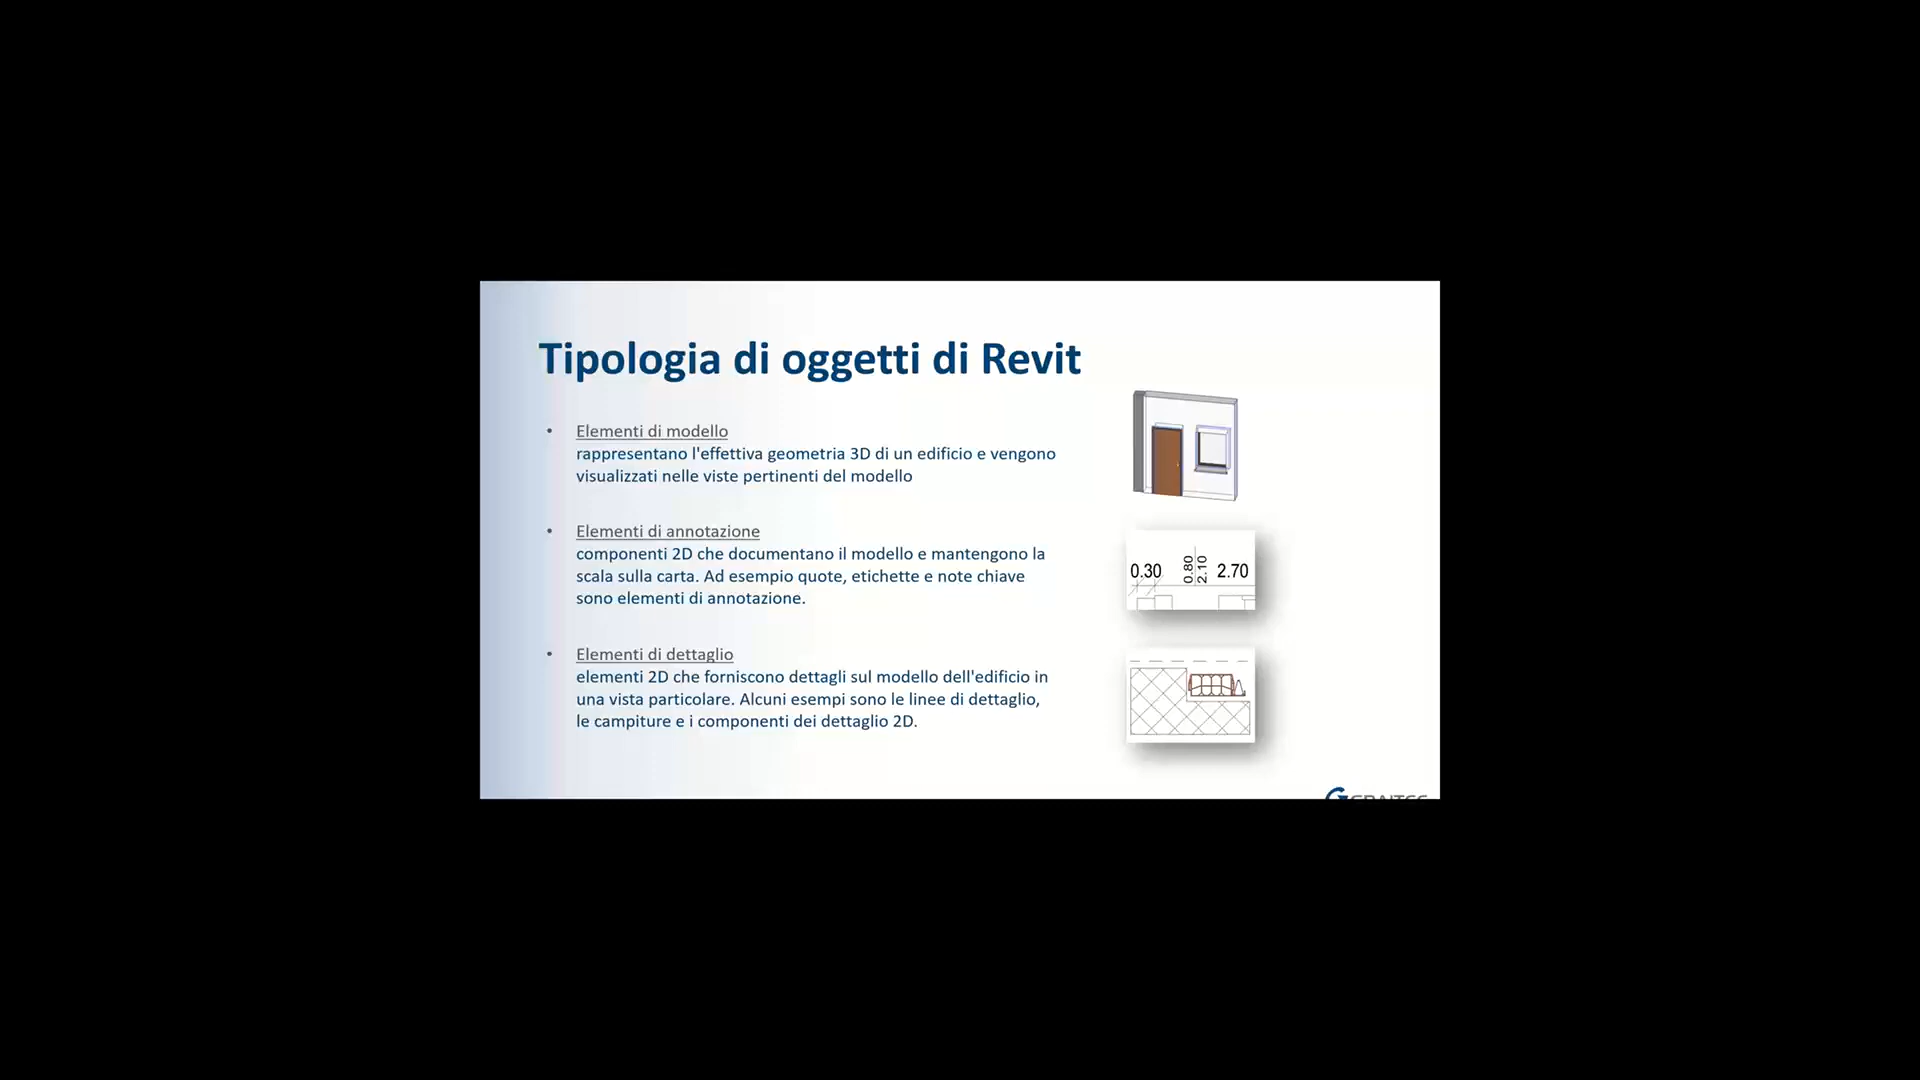 Tipologia di oggetti di Revit
• Elementi di modello
rappresentano l'effettiva geometria 3D di un edificio e vengono
visualizzati nelle viste pertinenti del modello
• Elementi di annotazione
componenti 2D che documentano il modello e mantengono la
scala sulla carta. Ad esempio quote, etichette e note chiave
sono elementi di annotazione.
0.30
0.80
2.10
2.70
• Elementi di dettaglio
elementi 2D che forniscono dettagli sul modello dell'edificio in
una vista particolare. Alcuni esempi sono le linee di dettaglio,
le campiture e i componenti dei dettaglio 2D.